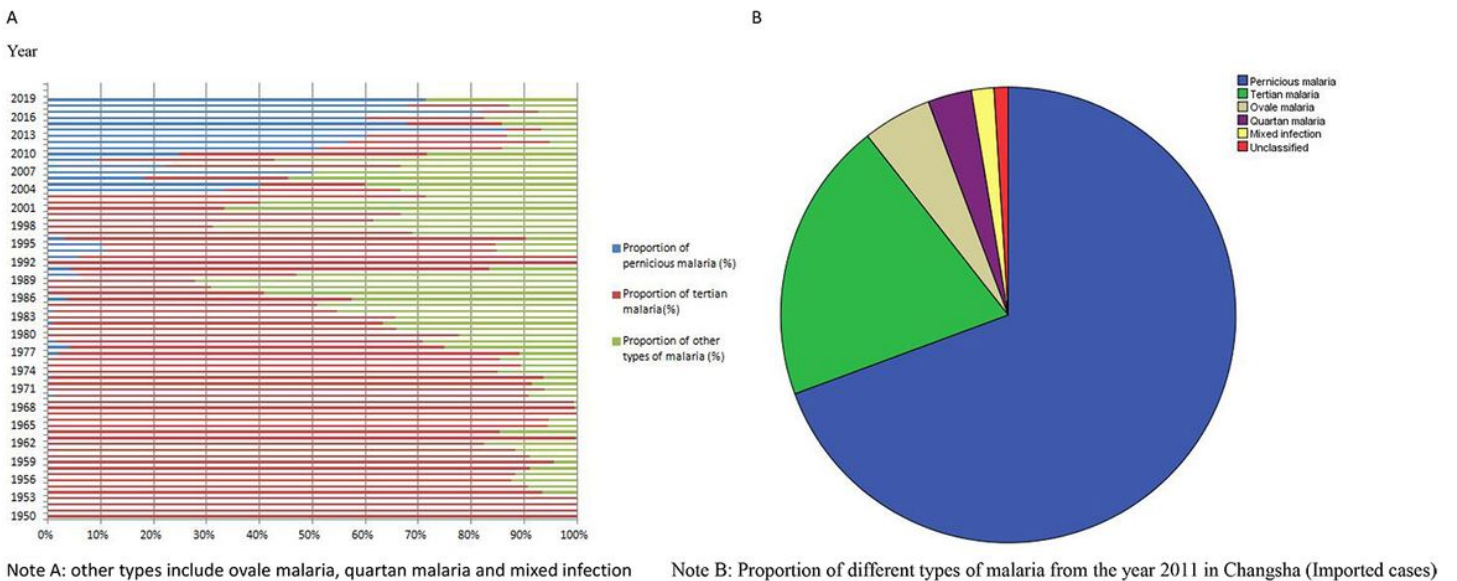 A
Year
2019
2016
2013
2010
2007
2004
2001
1998
1995
1992
1989
1986
1983
1980
1977
1974
1971
1968
1965
1962
1959
1956
1953
1950
0% 10% 20% 30% 40% 50% 60% 70% 80% 90% 100%
Proportion of
pernicious malaria (%)
Proportion of tertian
malaria(%)
Proportion of other
types of malaria (%)
Note A: other types include ovale malaria, quartan malaria and mixed infection
B
Pernicious malaria
Tertian malaria
Ovale malaria
Quartan malaria
Mixed infection
Unclassified
Note B: Proportion of different types of malaria from the year 2011 in Changsha (Imported cases)